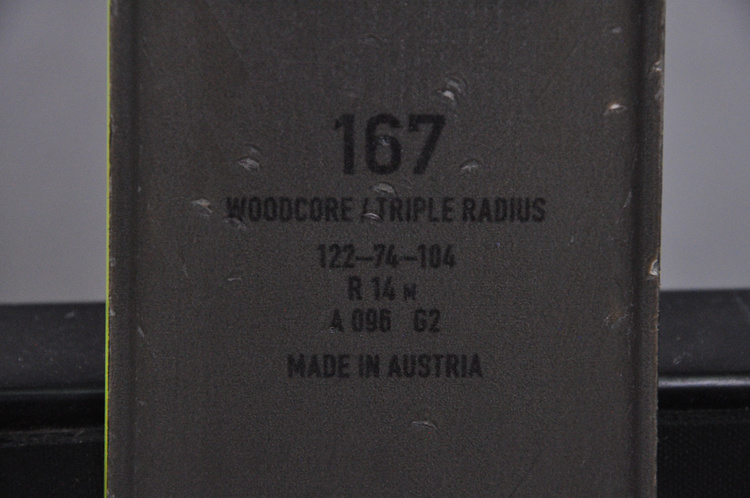 167
WOODCORE / TRIPLE RADIUS
122–74–104
R 14 M
A 096 G2
MADE IN AUSTRIA